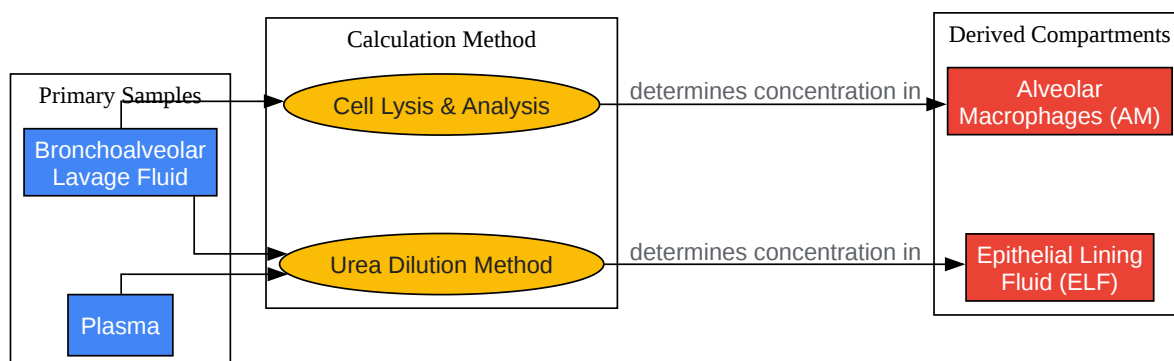 Primary Samples
Bronchoalveolar
Lavage Fluid
Plasma
Calculation Method
Cell Lysis & Analysis
Urea Dilution Method
determines concentration in
determines concentration in
Derived Compartments
Alveolar
Macrophages (AM)
Epithelial Lining
Fluid (ELF)